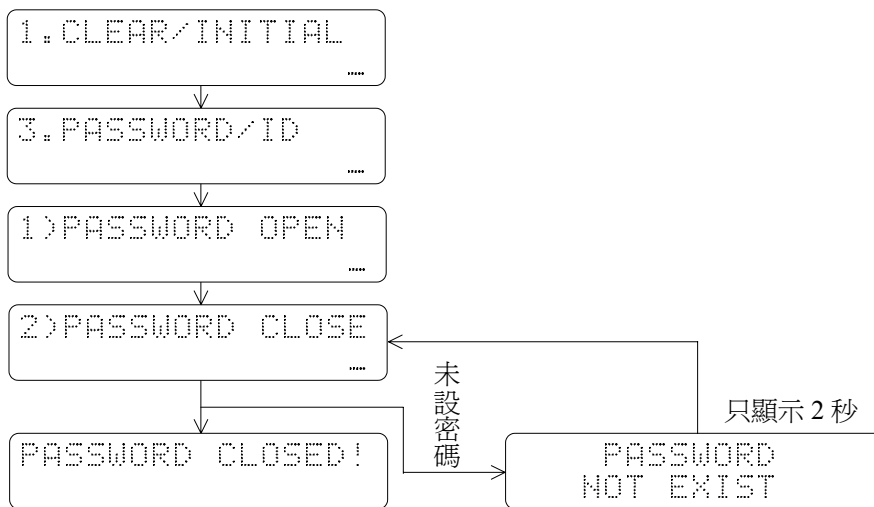 1.CLEAR/INITIAL
.....
3.PASSWORD/ID
.....
1)PASSWORD OPEN
.....
2)PASSWORD CLOSE
.....
未設密碼
只顯示 2 秒
PASSWORD CLOSED!
PASSWORD
NOT EXIST